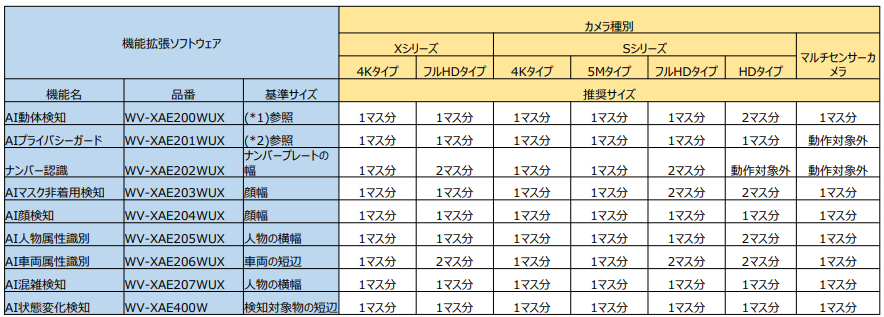 機能拡張ソフトウェア カメラ種別
Xシリーズ Sシリーズ マルチセンサーカメラ
4Kタイプ フルHDタイプ 4Kタイプ 5Mタイプ フルHDタイプ HDタイプ
機能名 品番 基準サイズ 推奨サイズ
AI動体検知 WV-XAE200WUX (*1)参照 1マス分 1マス分 1マス分 1マス分 1マス分 2マス分 1マス分
AIプライバシーガード WV-XAE201WUX (*2)参照 1マス分 1マス分 1マス分 1マス分 1マス分 1マス分 動作対象外
ナンバー認識 WV-XAE202WUX ナンバープレートの幅 1マス分 2マス分 1マス分 1マス分 2マス分 動作対象外 動作対象外
AIマスク非着用検知 WV-XAE203WUX 顔幅 1マス分 1マス分 1マス分 1マス分 2マス分 2マス分 1マス分
AI顔検知 WV-XAE204WUX 顔幅 1マス分 1マス分 1マス分 1マス分 1マス分 2マス分 1マス分
AI人物属性識別 WV-XAE205WUX 人物の横幅 1マス分 1マス分 1マス分 1マス分 1マス分 2マス分 1マス分
AI車両属性識別 WV-XAE206WUX 車両の短辺 1マス分 2マス分 1マス分 1マス分 2マス分 2マス分 1マス分
AI混雑検知 WV-XAE207WUX 人物の横幅 1マス分 1マス分 1マス分 1マス分 1マス分 1マス分 1マス分
AI状態変化検知 WV-XAE400W 検知対象物の短辺 1マス分 1マス分 1マス分 1マス分 1マス分 1マス分 1マス分